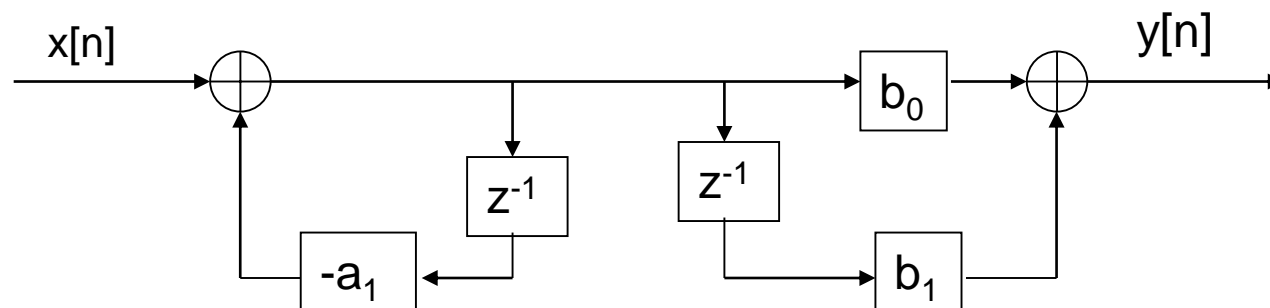 x[n]
y[n]
b₀
z⁻¹
z⁻¹
-a₁
b₁